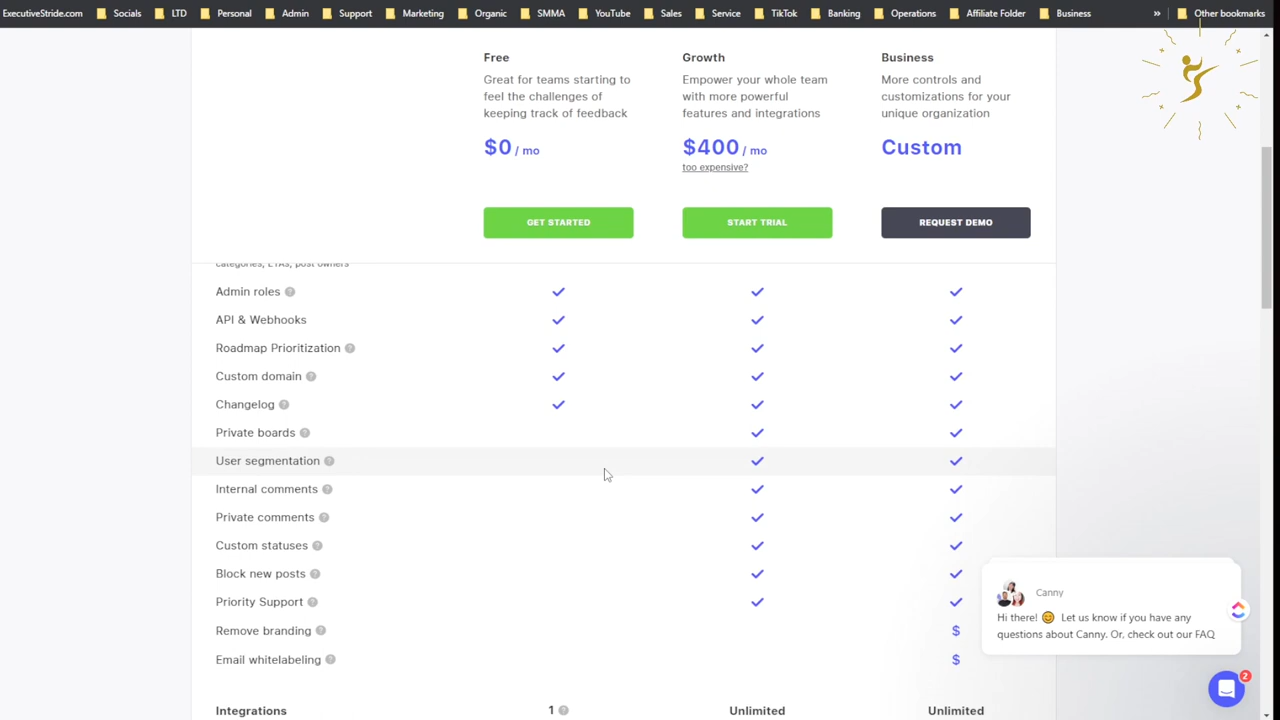 ExecutiveStride.com Socials LTD Personal Admin Support Marketing Organic SMMA YouTube Sales Service TikTok Banking Operations Affiliate Folder Business » Other bookmarks
Free
Great for teams starting to
feel the challenges of
keeping track of feedback
$0 / mo
GET STARTED
Growth
Empower your whole team
with more powerful
features and integrations
$400 / mo
too expensive?
START TRIAL
Business
More controls and
customizations for your
unique organization
Custom
REQUEST DEMO
categories, ETAs, post owners
Admin roles ?
API & Webhooks
Roadmap Prioritization ?
Custom domain ?
Changelog ?
Private boards ?
User segmentation ?
Internal comments ?
Private comments ?
Custom statuses ?
Block new posts ?
Priority Support ?
Remove branding ? $
Email whitelabeling ? $
Integrations 1 ? Unlimited Unlimited
Canny
Hi there! 😊 Let us know if you have any
questions about Canny. Or, check out our FAQ
2